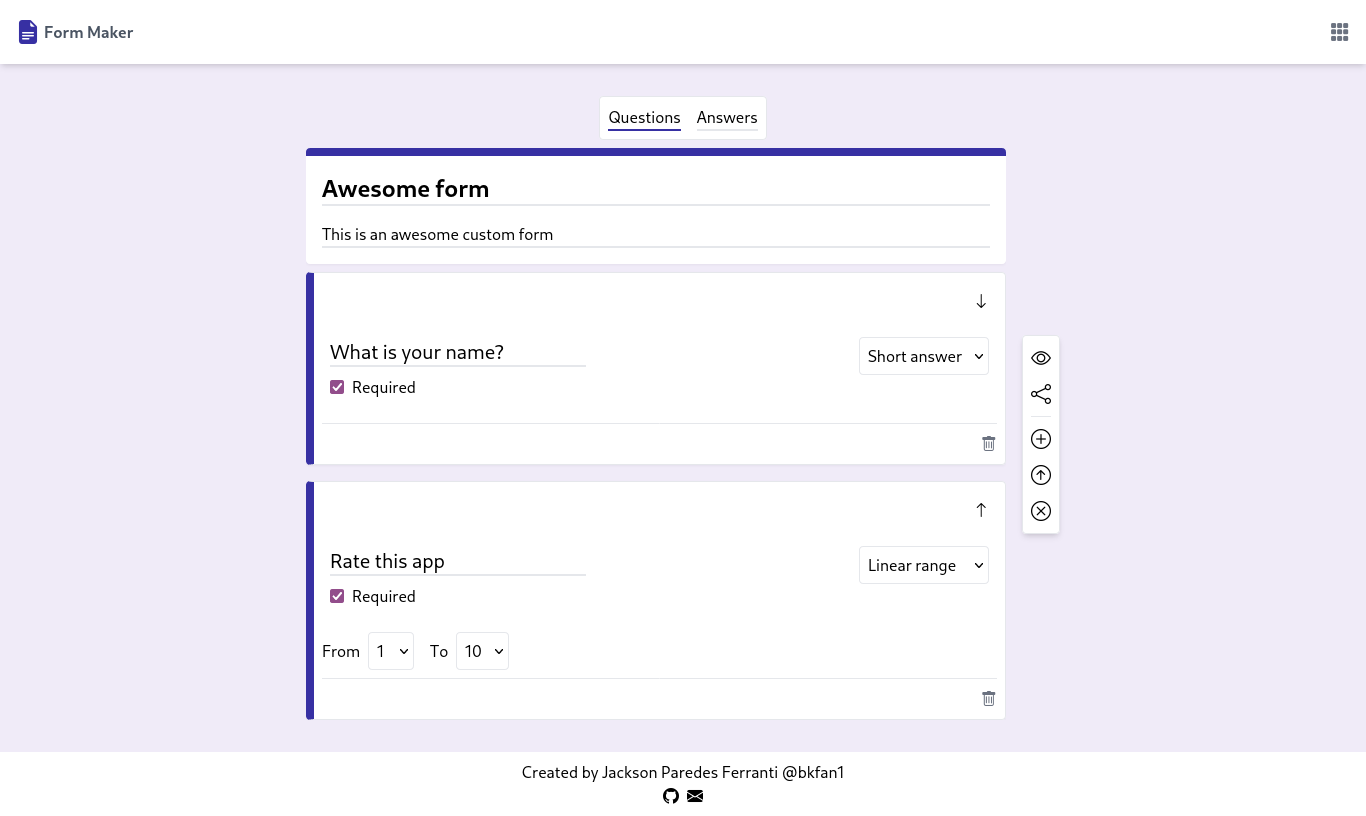 Form Maker
Questions Answers
Awesome form
This is an awesome custom form
What is your name?
Short answer
Required
Rate this app
Linear range
Required
From 1 To 10
Created by Jackson Paredes Ferranti @bkfan1